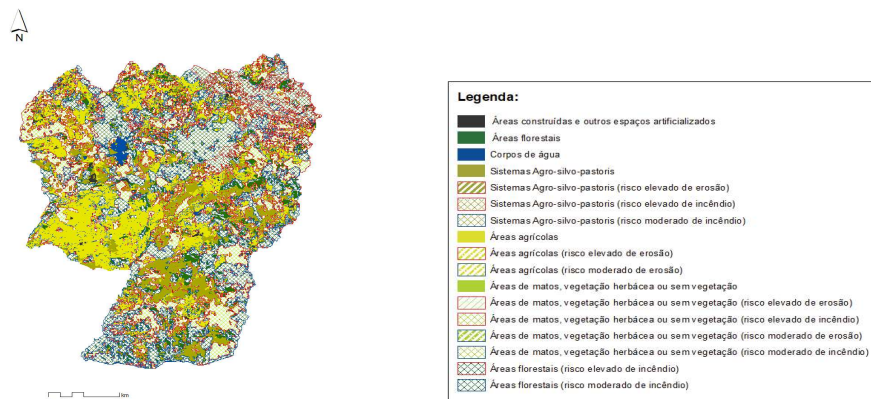 N
km
Legenda:
Áreas construídas e outros espaços artificializados
Áreas florestais
Corpos de água
Sistemas Agro-silvo-pastoris
Sistemas Agro-silvo-pastoris (risco elevado de erosão)
Sistemas Agro-silvo-pastoris (risco elevado de incêndio)
Sistemas Agro-silvo-pastoris (risco moderado de incêndio)
Áreas agrícolas
Áreas agrícolas (risco elevado de erosão)
Áreas agrícolas (risco moderado de erosão)
Áreas de matos, vegetação herbácea ou sem vegetação
Áreas de matos, vegetação herbácea ou sem vegetação (risco elevado de erosão)
Áreas de matos, vegetação herbácea ou sem vegetação (risco elevado de incêndio)
Áreas de matos, vegetação herbácea ou sem vegetação (risco moderado de erosão)
Áreas de matos, vegetação herbácea ou sem vegetação (risco moderado de incêndio)
Áreas florestais (risco elevado de incêndio)
Áreas florestais (risco moderado de incêndio)